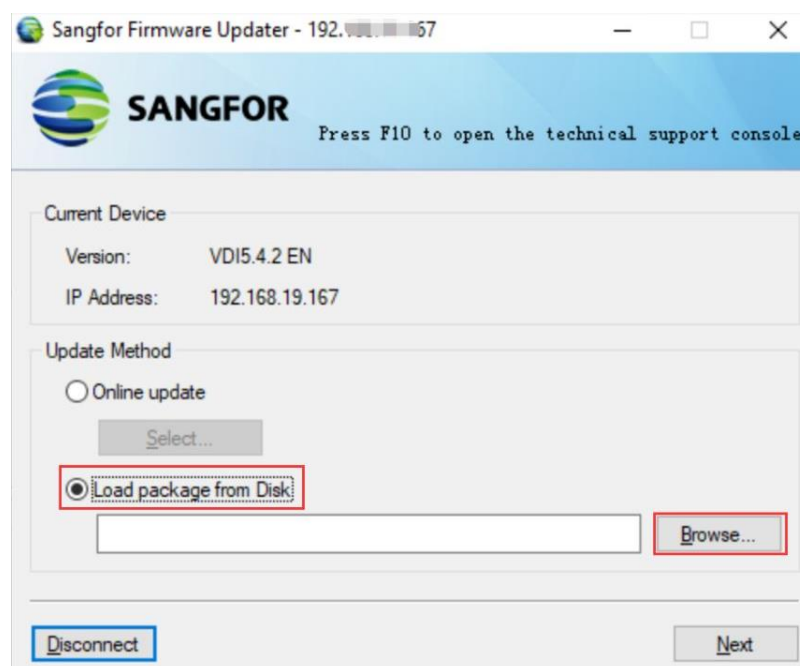 Sangfor Firmware Updater - 192. 67
SANGFOR
Press F10 to open the technical support console
Current Device
Version: VDI5.4.2 EN
IP Address: 192.168.19.167
Update Method
Online update
Select...
Load package from Disk
Browse...
Disconnect Next